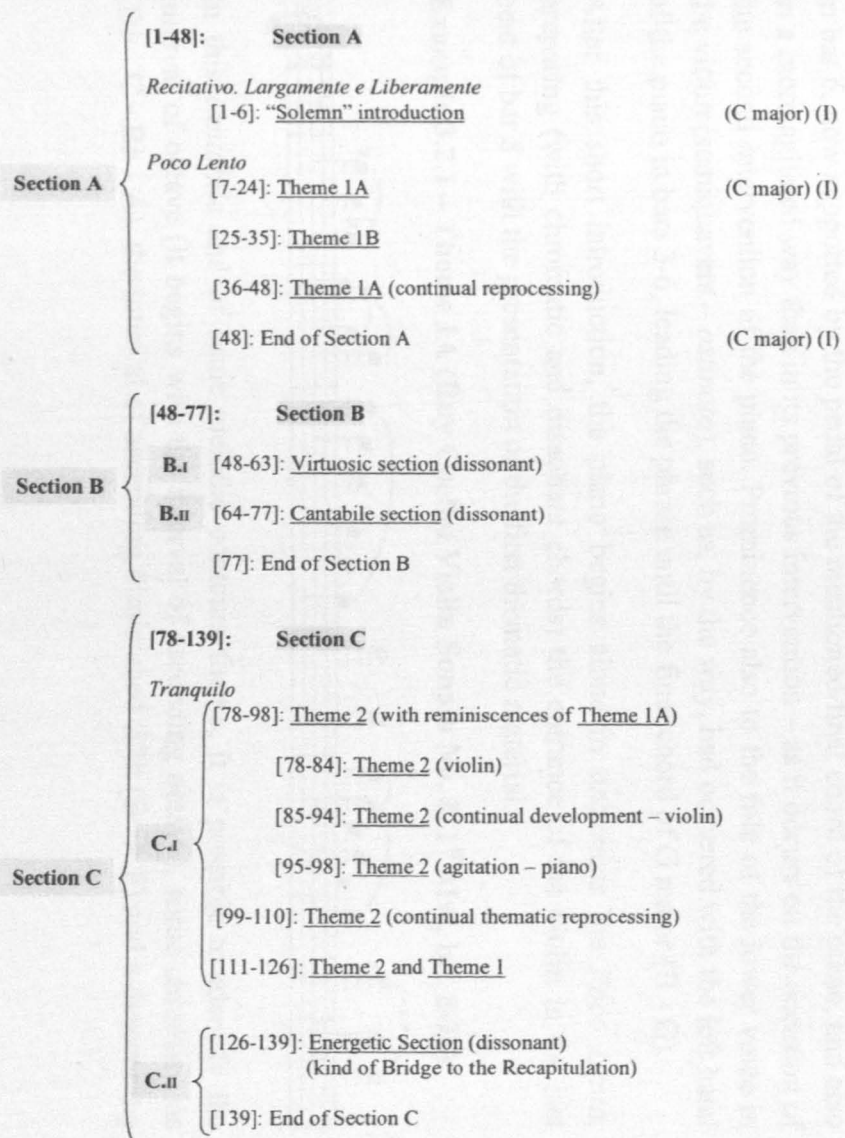 [1-48]: Section A
Recitativo. Largamente e Liberamente
[1-6]: "Solemn" introduction (C major) (I)
Poco Lento
Section A
[7-24]: Theme 1A (C major) (I)
[25-35]: Theme 1B
[36-48]: Theme 1A (continual reprocessing)
[48]: End of Section A (C major) (I)
[48-77]: Section B
B.I [48-63]: Virtuosic section (dissonant)
Section B
B.II [64-77]: Cantabile section (dissonant)
[77]: End of Section B
[78-139]: Section C
Tranquilo
[78-98]: Theme 2 (with reminiscences of Theme 1A)
[78-84]: Theme 2 (violin)
[85-94]: Theme 2 (continual development – violin)
C.I
[95-98]: Theme 2 (agitation – piano)
Section C
[99-110]: Theme 2 (continual thematic reprocessing)
[111-126]: Theme 2 and Theme 1
[126-139]: Energetic Section (dissonant)
(kind of Bridge to the Recapitulation)
C.II
[139]: End of Section C